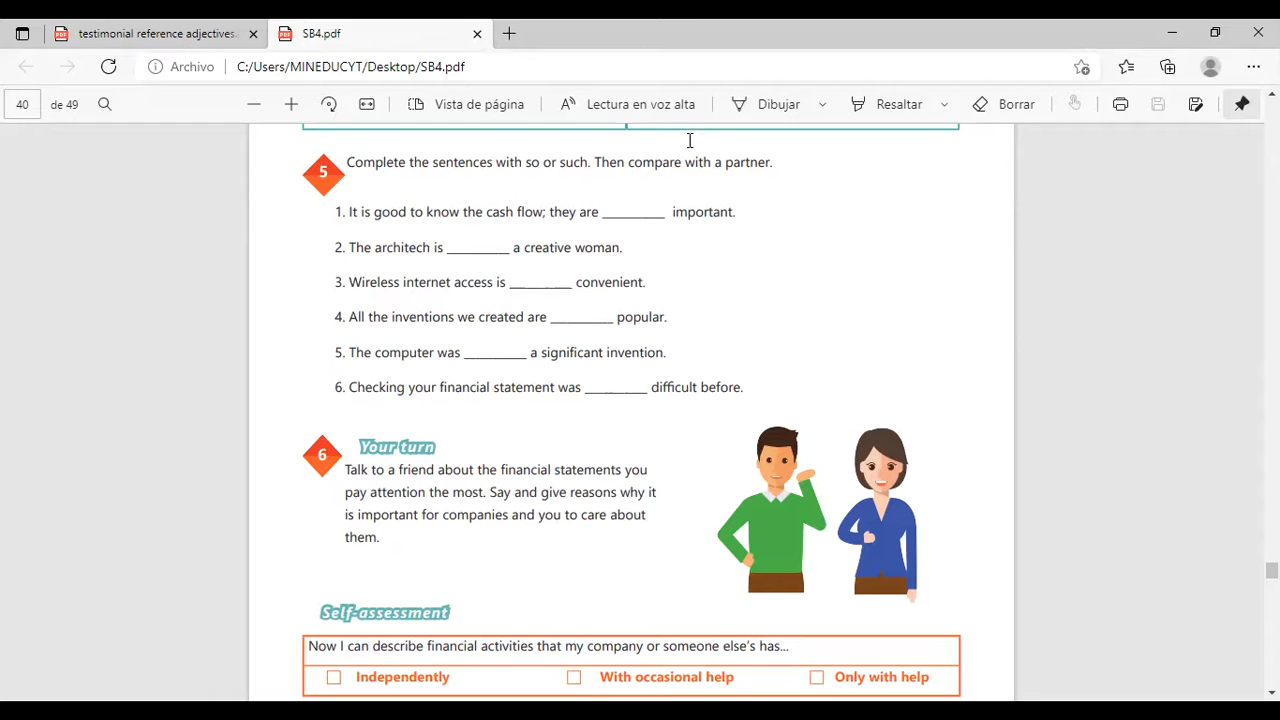 testimonial reference adjectives.
SB4.pdf
Archivo
C:/Users/MINEDUCYT/Desktop/SB4.pdf
40 de 49
Vista de página
Lectura en voz alta
Dibujar
Resaltar
Borrar
5 Complete the sentences with so or such. Then compare with a partner.
1. It is good to know the cash flow; they are ________ important.
2. The architech is ________ a creative woman.
3. Wireless internet access is ________ convenient.
4. All the inventions we created are ________ popular.
5. The computer was ________ a significant invention.
6. Checking your financial statement was ________ difficult before.
6 Your turn
Talk to a friend about the financial statements you
pay attention the most. Say and give reasons why it
is important for companies and you to care about
them.
Self-assessment
Now I can describe financial activities that my company or someone else's has...
Independently
With occasional help
Only with help